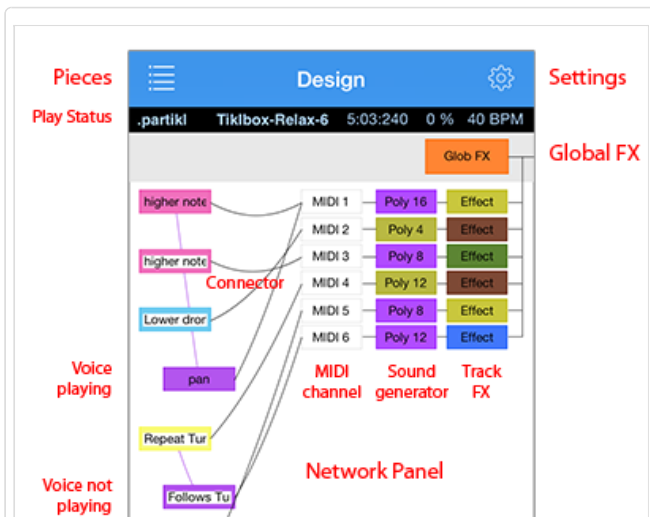 Pieces
Design
Settings
Play Status
.partikl Tiklbox-Relax-6 5:03:240 0 % 40 BPM
Glob FX
Global FX
higher note
MIDI 1 Poly 16 Effect
MIDI 2 Poly 4 Effect
higher note
MIDI 3 Poly 8 Effect
Connector
MIDI 4 Poly 12 Effect
Lower dror
MIDI 5 Poly 8 Effect
MIDI 6 Poly 12 Effect
Voice
playing
pan
MIDI
channel
Sound
generator
Track
FX
Repeat Tur
Network Panel
Voice not
playing
Follows Tu